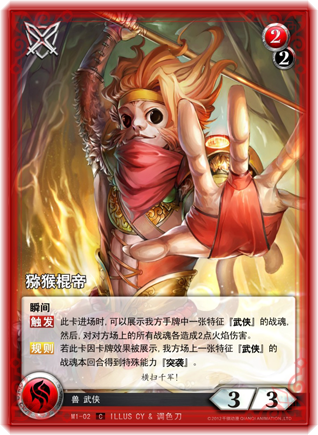 2
2
猕猴棍帝
瞬间
触发 此卡进场时，可以展示我方手牌中一张特征『武侠』的战魂，
然后，对对方场上的所有战魂各造成2点火焰伤害。
规则 若此卡因卡牌效果被展示，我方场上一张特征『武侠』的
战魂本回合得到特殊能力『突袭』。
横扫千军！
兽 武侠
3 3
M1-02 C ILLUS CY & 调色刀